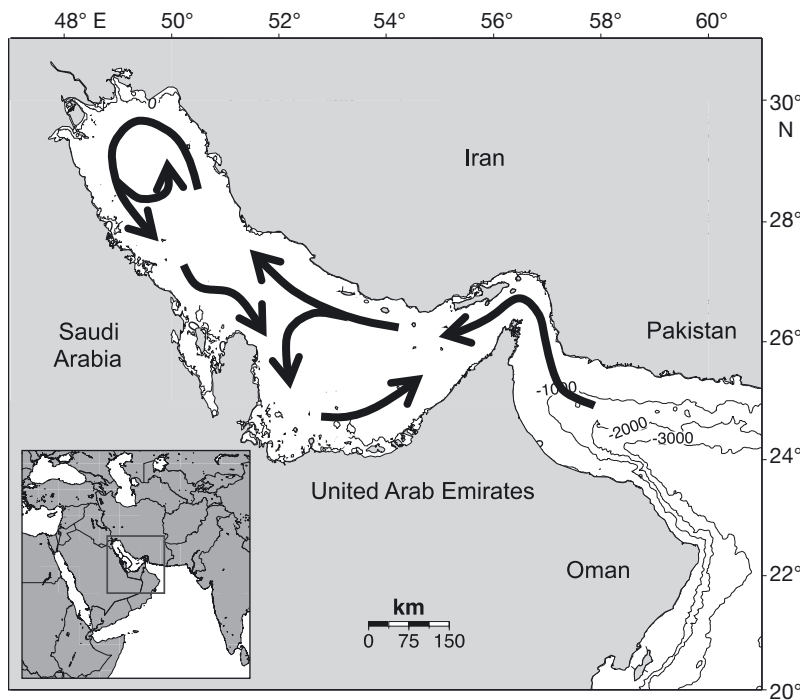 48° E 50° 52° 54° 56° 58° 60°
30°
N
Iran
28°
Saudi
Arabia
Pakistan
26°
-1000
-2000
-3000
24°
United Arab Emirates
Oman
22°
km
0 75 150
20°